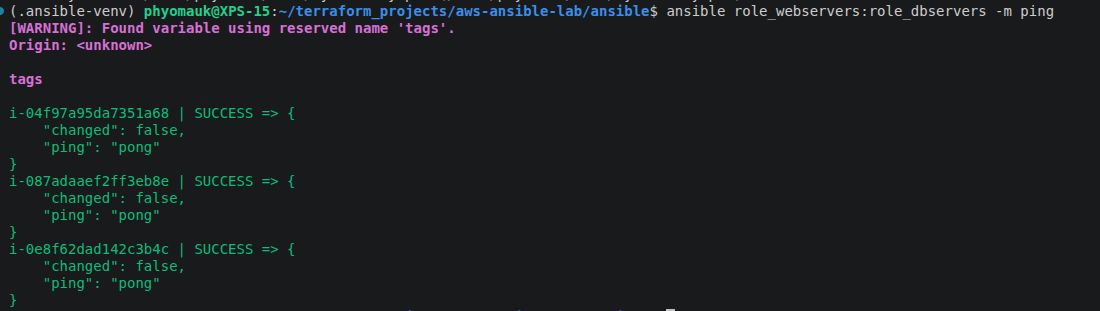 (.ansible-venv) phyomauk@XPS-15:~/terraform_projects/aws-ansible-lab/ansible$ ansible role_webservers:role_dbservers -m ping
[WARNING]: Found variable using reserved name 'tags'.
Origin: <unknown>
tags
i-04f97a95da7351a68 | SUCCESS => {
    "changed": false,
    "ping": "pong"
}
i-087adaaef2ff3eb8e | SUCCESS => {
    "changed": false,
    "ping": "pong"
}
i-0e8f62dad142c3b4c | SUCCESS => {
    "changed": false,
    "ping": "pong"
}